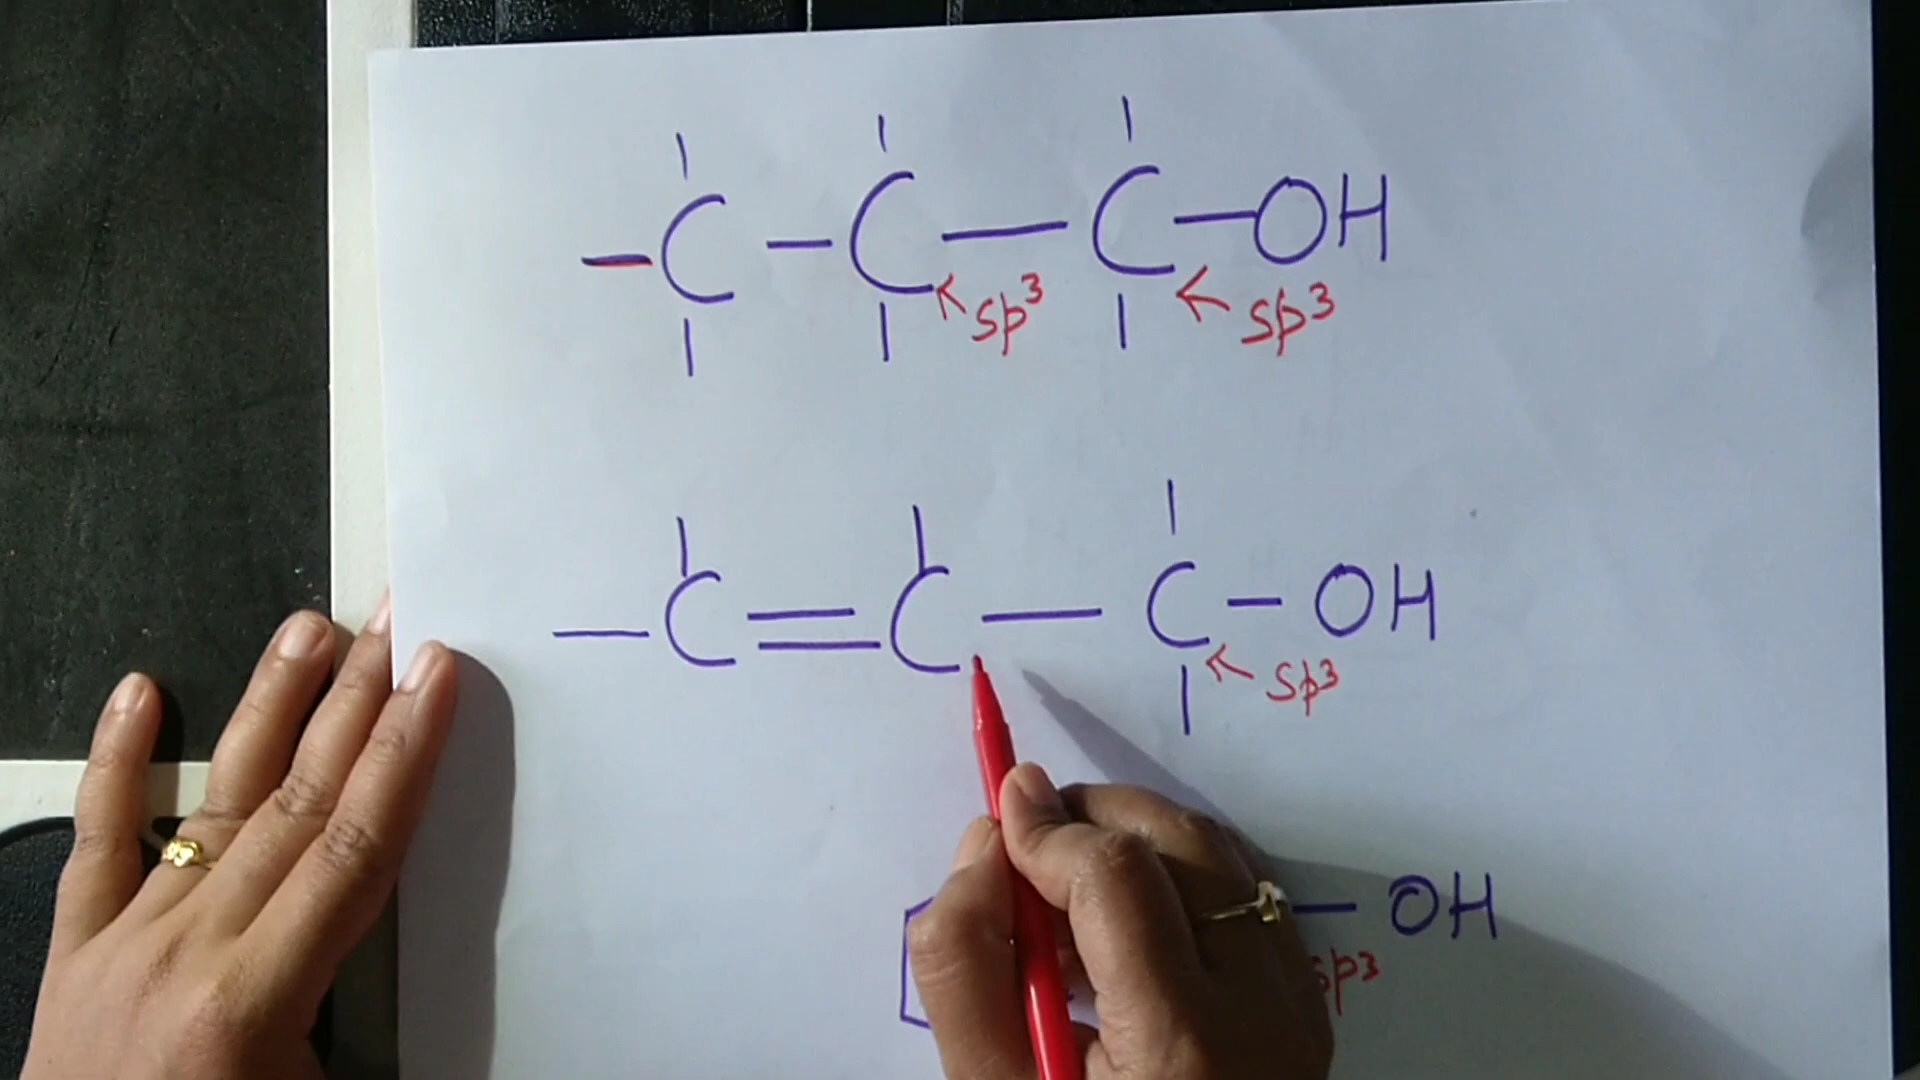 – C – C — C – OH
sp³ sp³
— C = C — C – OH
sp³
— OH
sp³